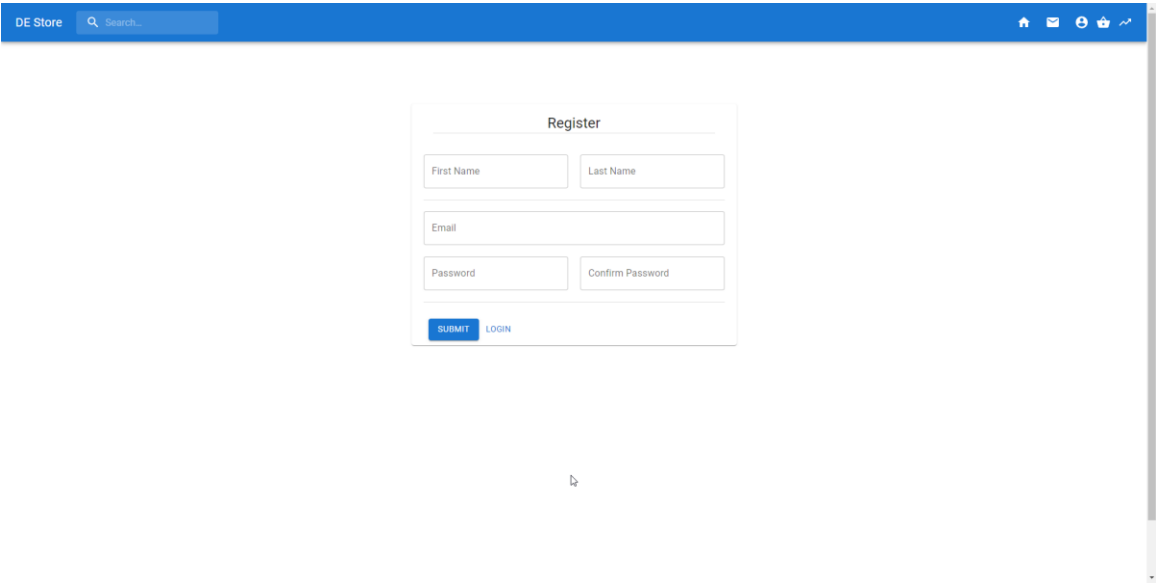 DE Store Search...
Register
First Name Last Name
Email
Password Confirm Password
SUBMIT LOGIN